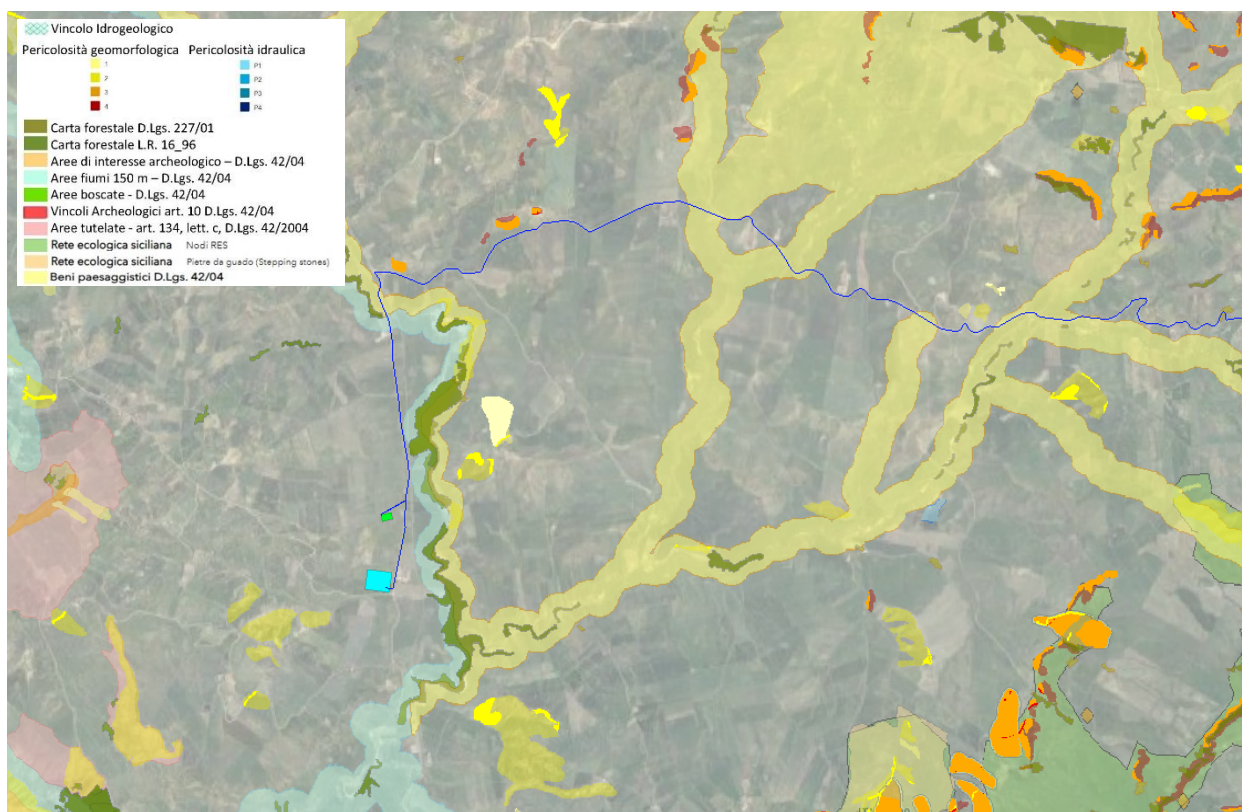 Vincolo Idrogeologico
Pericolosità geomorfologica Pericolosità idraulica
1 P1
2 P2
3 P3
4 P4
Carta forestale D.Lgs. 227/01
Carta forestale L.R. 16_96
Aree di interesse archeologico – D.Lgs. 42/04
Aree fiumi 150 m – D.Lgs. 42/04
Aree boscate - D.Lgs. 42/04
Vincoli Archeologici art. 10 D.Lgs. 42/04
Aree tutelate - art. 134, lett. c, D.Lgs. 42/2004
Rete ecologica siciliana Nodi RES
Rete ecologica siciliana Pietre da guado (Stepping stones)
Beni paesaggistici D.Lgs. 42/04